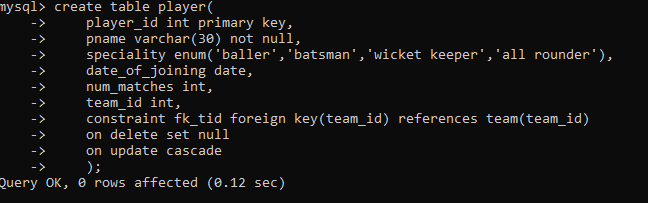 mysql> create table player(
    -> player_id int primary key,
    -> pname varchar(30) not null,
    -> speciality enum('baller','batsman','wicket keeper','all rounder'),
    -> date_of_joining date,
    -> num_matches int,
    -> team_id int,
    -> constraint fk_tid foreign key(team_id) references team(team_id)
    -> on delete set null
    -> on update cascade
    -> );
Query OK, 0 rows affected (0.12 sec)